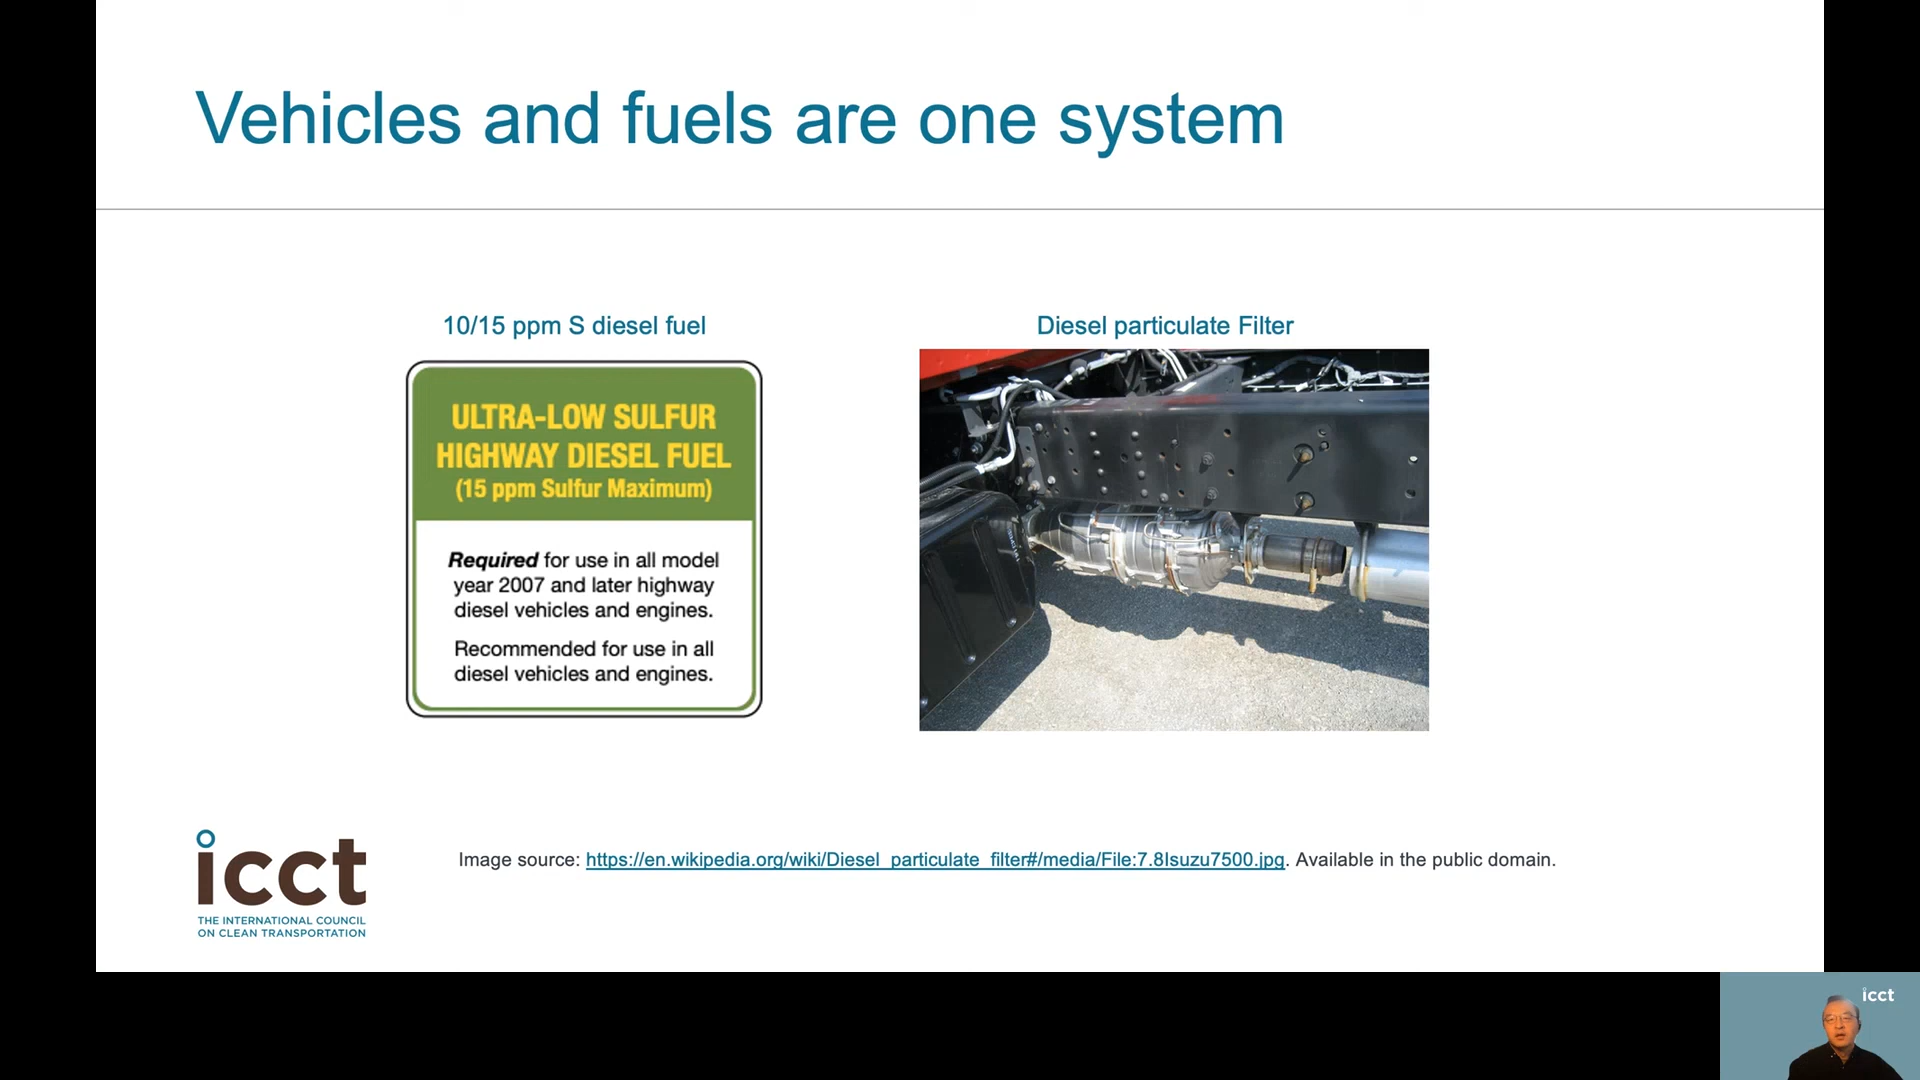 Vehicles and fuels are one system
10/15 ppm S diesel fuel
ULTRA-LOW SULFUR
HIGHWAY DIESEL FUEL
(15 ppm Sulfur Maximum)
Required for use in all model
year 2007 and later highway
diesel vehicles and engines.
Recommended for use in all
diesel vehicles and engines.
Diesel particulate Filter
icct
THE INTERNATIONAL COUNCIL
ON CLEAN TRANSPORTATION
Image source: https://en.wikipedia.org/wiki/Diesel_particulate_filter#/media/File:7.8Isuzu7500.jpg. Available in the public domain.
icct